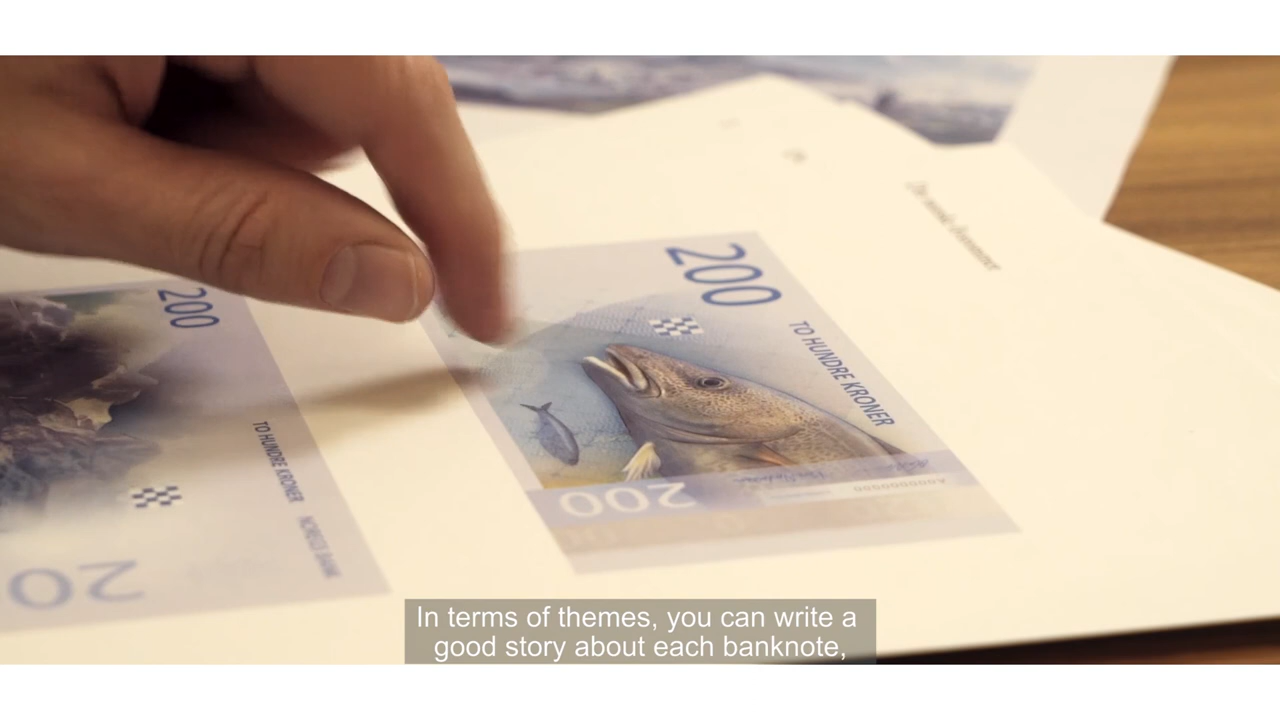 200
TO HUNDRE KRONER
200
200
TO HUNDRE KRONER
NOREGS BANK
20
In terms of themes, you can write a
good story about each banknote,